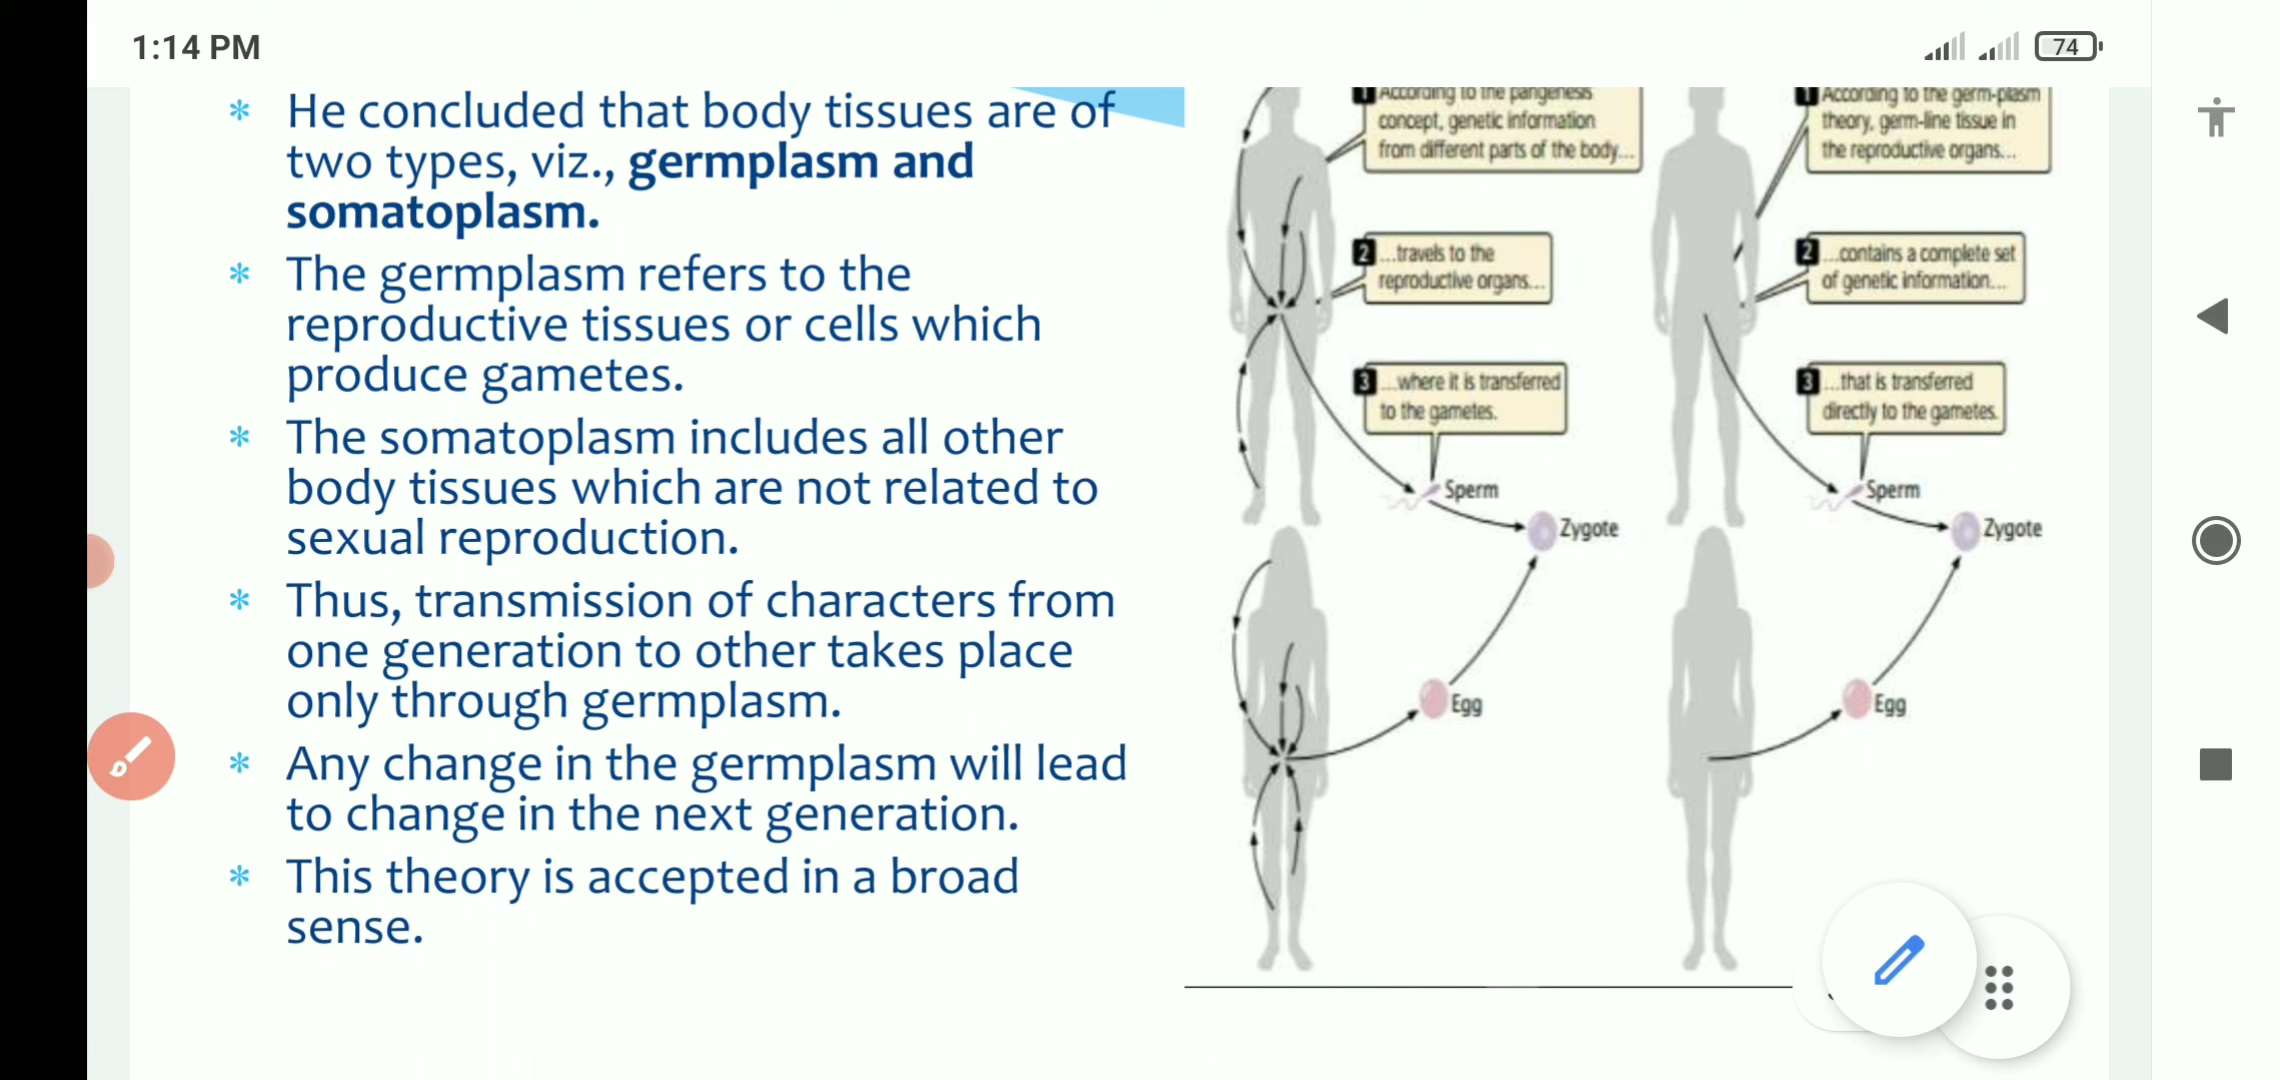 1:14 PM
74
* He concluded that body tissues are of
two types, viz., germplasm and
somatoplasm.
* The germplasm refers to the
reproductive tissues or cells which
produce gametes.
* The somatoplasm includes all other
body tissues which are not related to
sexual reproduction.
* Thus, transmission of characters from
one generation to other takes place
only through germplasm.
* Any change in the germplasm will lead
to change in the next generation.
* This theory is accepted in a broad
sense.
1 According to the pangenesis
concept, genetic information
from different parts of the body...
2 ...travels to the
reproductive organs...
3 ...where it is transferred
to the gametes.
Sperm
Zygote
Egg
1 According to the germ-plasm
theory, germ-line tissue in
the reproductive organs...
2 ...contains a complete set
of genetic information...
3 ...that is transferred
directly to the gametes.
Sperm
Zygote
Egg